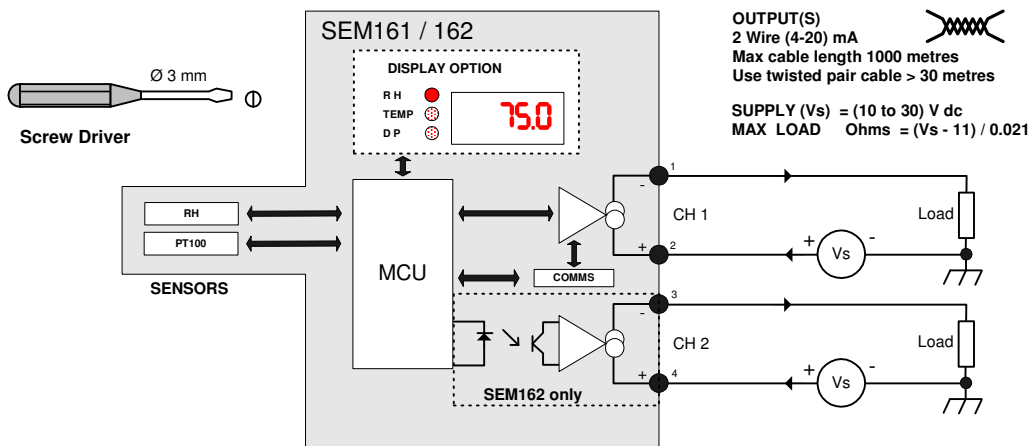 SEM161 / 162
OUTPUT(S)
2 Wire (4-20) mA
Max cable length 1000 metres
Use twisted pair cable > 30 metres
SUPPLY (Vs) = (10 to 30) V dc
MAX LOAD Ohms = (Vs - 11) / 0.021
Ø 3 mm
Screw Driver
DISPLAY OPTION
R H
TEMP
D P
75.0
RH
PT100
SENSORS
MCU
COMMS
1
-
CH 1
+
2
Load
+ Vs -
3
-
CH 2
+
4
Load
+ Vs -
SEM162 only